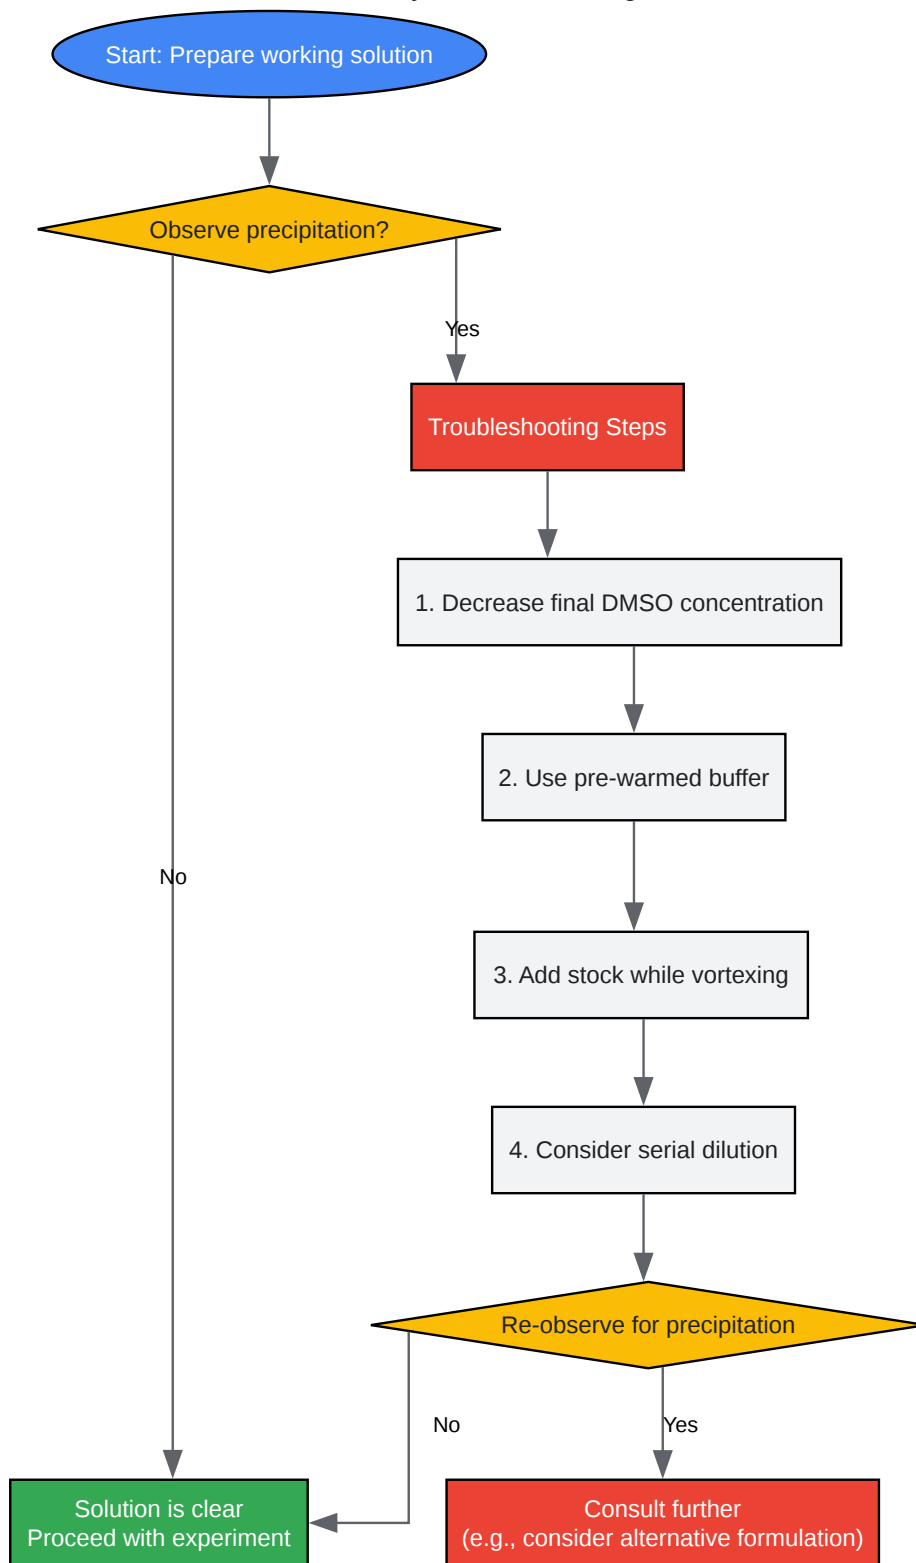 Start: Prepare working solution
Observe precipitation?
Yes
Troubleshooting Steps
1. Decrease final DMSO concentration
2. Use pre-warmed buffer
No
3. Add stock while vortexing
4. Consider serial dilution
Re-observe for precipitation
No
Yes
Solution is clear
Proceed with experiment
Consult further
(e.g., consider alternative formulation)